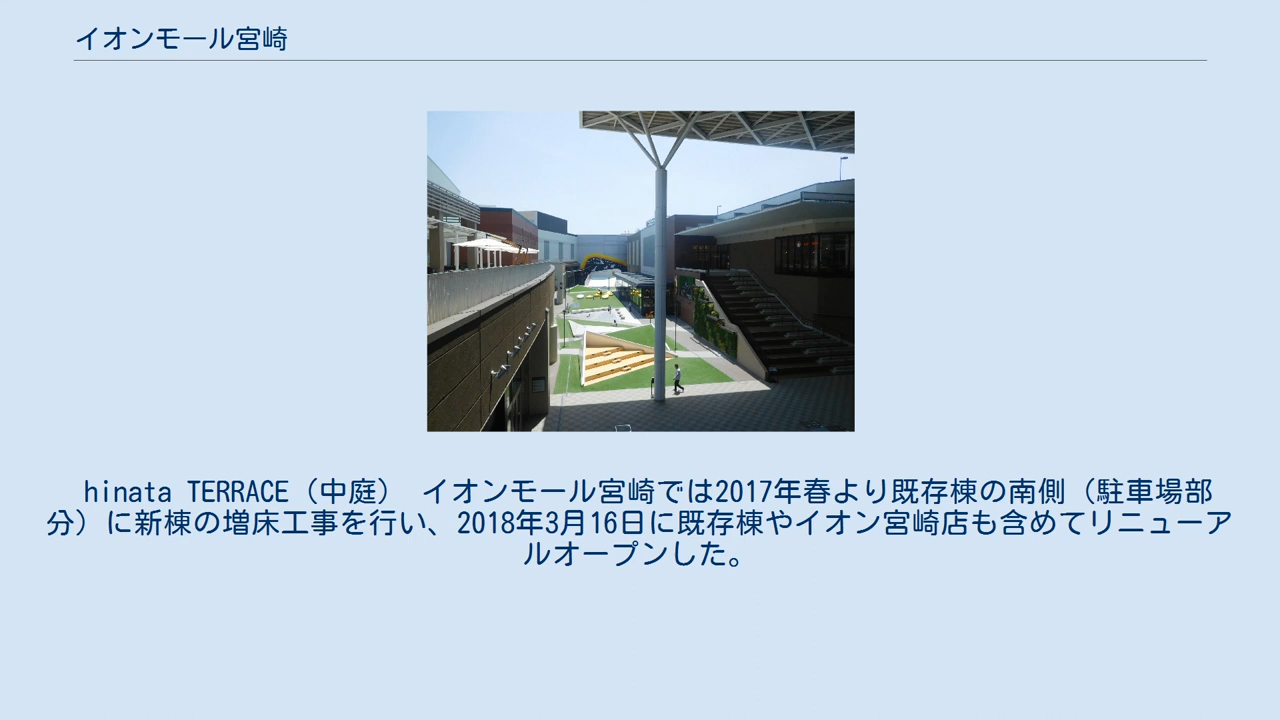 イオンモール宮崎
hinata TERRACE（中庭） イオンモール宮崎では2017年春より既存棟の南側（駐車場部
分）に新棟の増床工事を行い、2018年3月16日に既存棟やイオン宮崎店も含めてリニューア
ルオープンした。